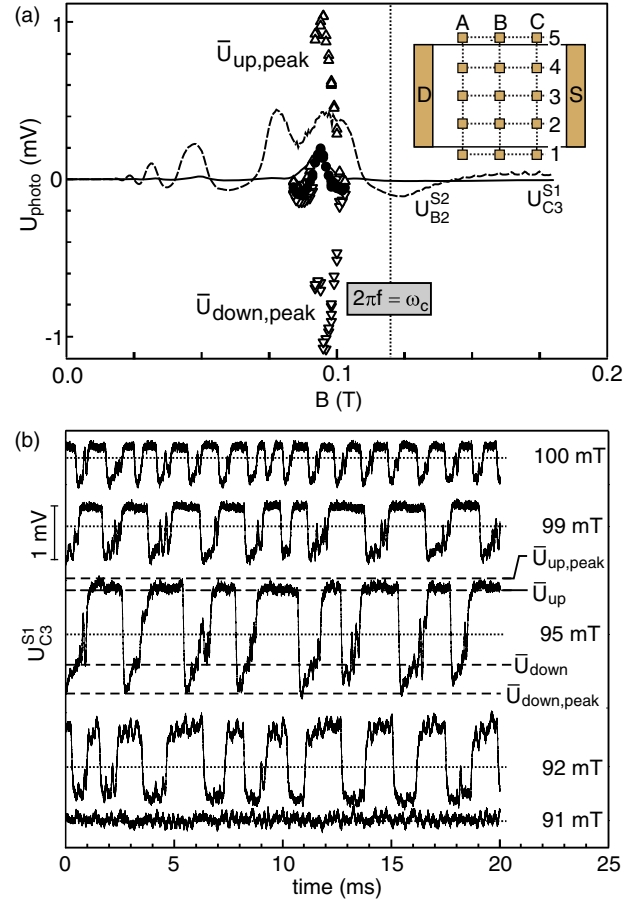 (a)
1
0
-1
U_photo (mV)
Ū_up,peak
Ū_down,peak
2πf = ω_c
U_B2^S2
U_C3^S1
A B C
5
4
3
2
1
D
S
0.0 0.1 0.2
B (T)
(b)
1 mV
U_C3^S1
100 mT
99 mT
Ū_up,peak
Ū_up
95 mT
Ū_down
Ū_down,peak
92 mT
91 mT
0 5 10 15 20 25
time (ms)